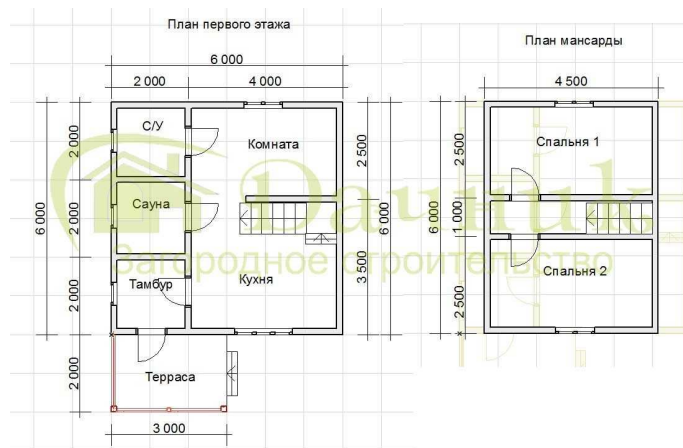 План первого этажа
План мансарды
6 000
2 000
4 000
4 500
С/У
Комната
Сауна
Тамбур
Кухня
Терраса
6 000
2 000
2 000
2 000
2 000
2 500
3 500
6 000
3 000
Спальня 1
Спальня 2
6 000
2 500
1 000
2 500
Dachnik
Загородное строительство